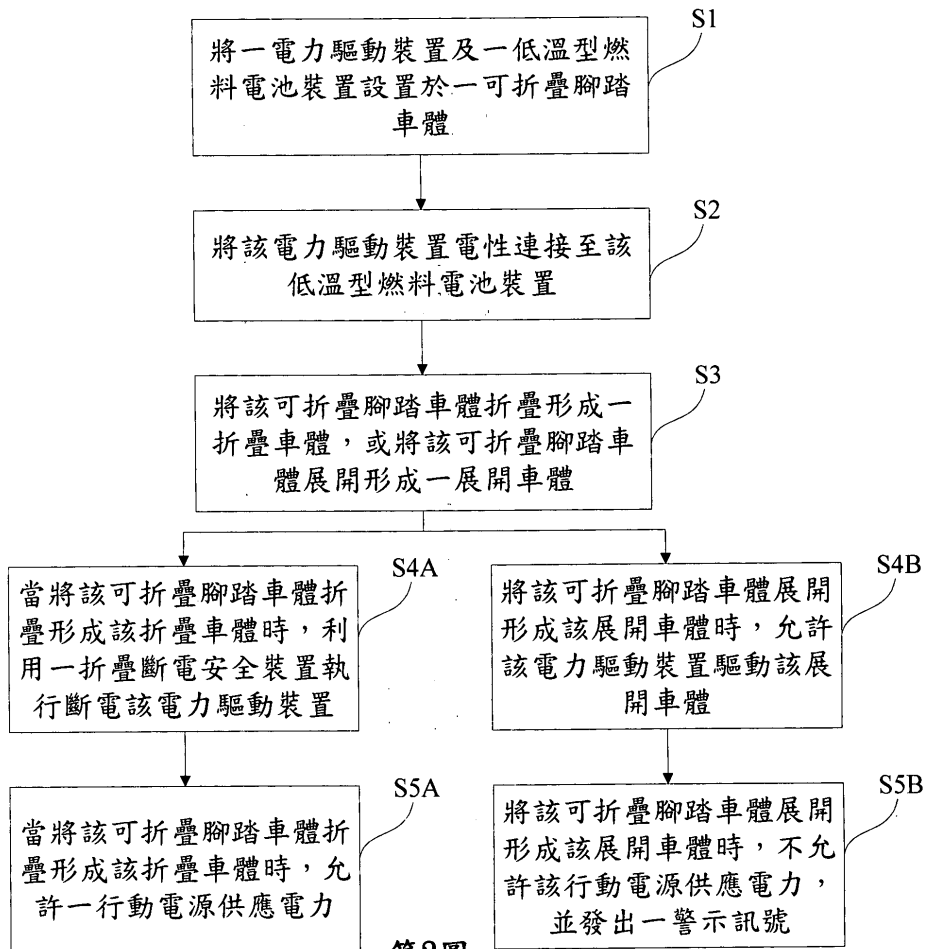 S1
將一電力驅動裝置及一低溫型燃
料電池裝置設置於一可折疊腳踏
車體
S2
將該電力驅動裝置電性連接至該
低溫型燃料電池裝置
S3
將該可折疊腳踏車體折疊形成一
折疊車體，或將該可折疊腳踏車
體展開形成一展開車體
S4A
當將該可折疊腳踏車體折
疊形成該折疊車體時，利
用一折疊斷電安全裝置執
行斷電該電力驅動裝置
S4B
將該可折疊腳踏車體展開
形成該展開車體時，允許
該電力驅動裝置驅動該展
開車體
S5A
當將該可折疊腳踏車體折
疊形成該折疊車體時，允
許一行動電源供應電力
S5B
將該可折疊腳踏車體展開
形成該展開車體時，不允
許該行動電源供應電力，
並發出一警示訊號